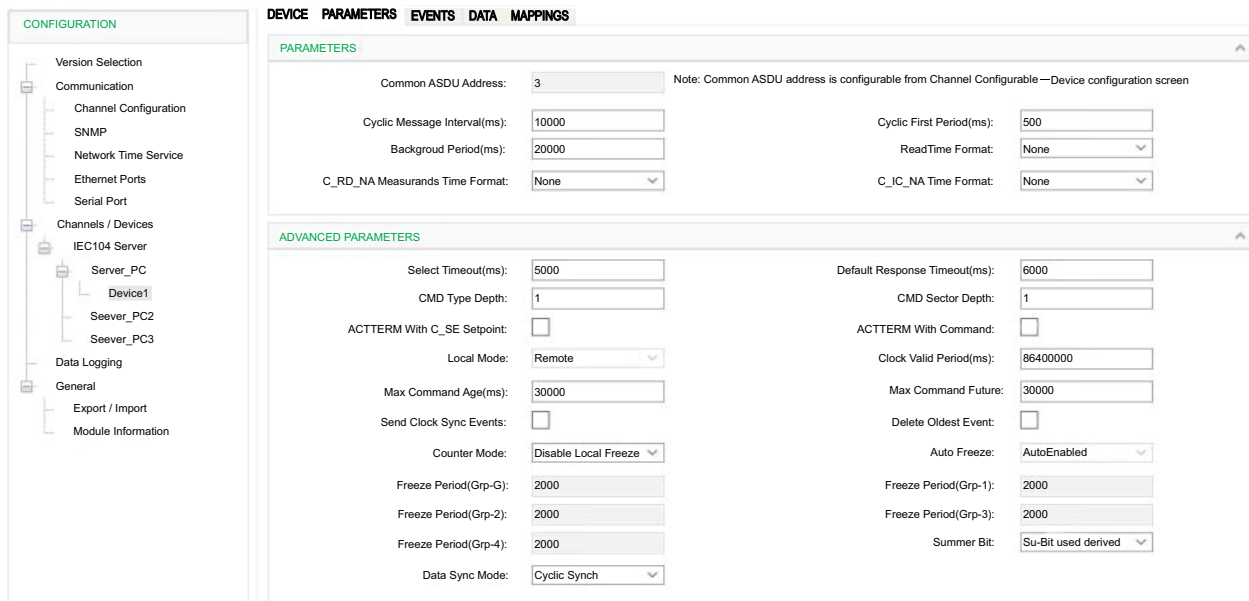 CONFIGURATION
Version Selection
Communication
Channel Configuration
SNMP
Network Time Service
Ethernet Ports
Serial Port
Channels / Devices
IEC104 Server
Server_PC
Device1
Seever_PC2
Seever_PC3
Data Logging
General
Export / Import
Module Information
DEVICE PARAMETERS EVENTS DATA MAPPINGS
PARAMETERS
Common ASDU Address: 3 Note: Common ASDU address is configurable from Channel Configurable—Device configuration screen
Cyclic Message Interval(ms): 10000 Cyclic First Period(ms): 500
Backgroud Period(ms): 20000 ReadTime Format: None
C_RD_NA Measurands Time Format: None C_IC_NA Time Format: None
ADVANCED PARAMETERS
Select Timeout(ms): 5000 Default Response Timeout(ms): 6000
CMD Type Depth: 1 CMD Sector Depth: 1
ACTTERM With C_SE Setpoint: ACTTERM With Command:
Local Mode: Remote Clock Valid Period(ms): 86400000
Max Command Age(ms): 30000 Max Command Future: 30000
Send Clock Sync Events: Delete Oldest Event:
Counter Mode: Disable Local Freeze Auto Freeze: AutoEnabled
Freeze Period(Grp-G): 2000 Freeze Period(Grp-1): 2000
Freeze Period(Grp-2): 2000 Freeze Period(Grp-3): 2000
Freeze Period(Grp-4): 2000 Summer Bit: Su-Bit used derived
Data Sync Mode: Cyclic Synch